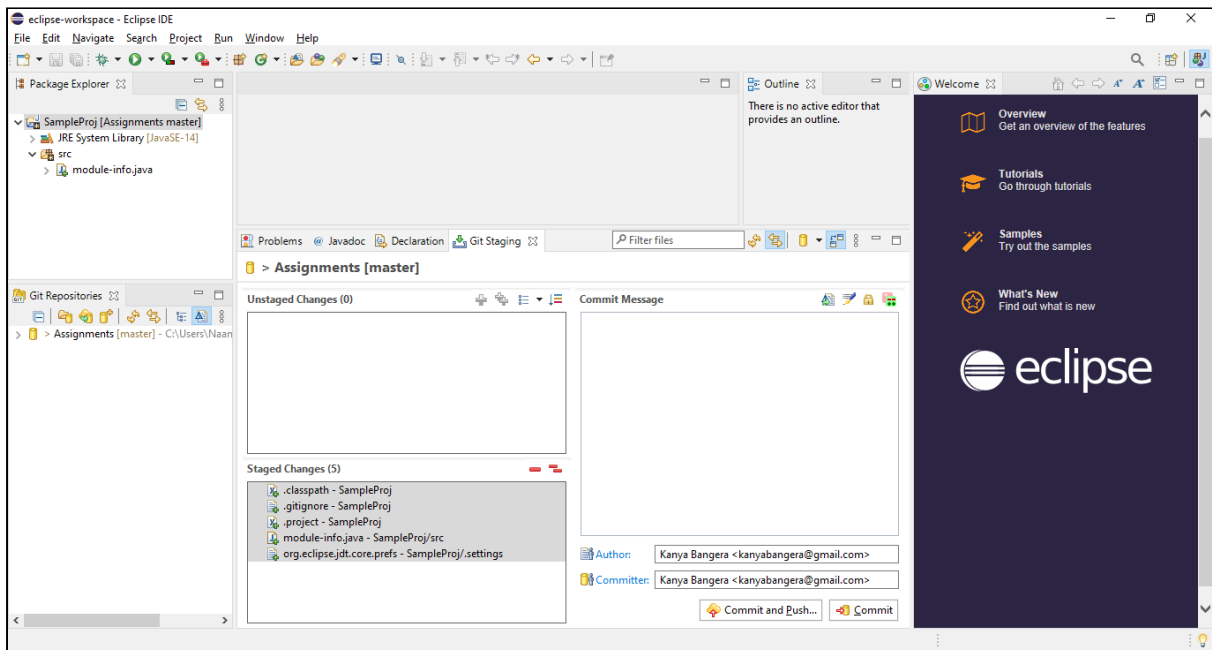 eclipse-workspace - Eclipse IDE
File Edit Navigate Search Project Run Window Help
Package Explorer
SampleProj [Assignments master]
JRE System Library [JavaSE-14]
src
module-info.java
Git Repositories
> Assignments [master] - C:\Users\Naan
Outline
There is no active editor that
provides an outline.
Problems @ Javadoc Declaration Git Staging
Filter files
> Assignments [master]
Unstaged Changes (0)
Staged Changes (5)
.classpath - SampleProj
.gitignore - SampleProj
.project - SampleProj
module-info.java - SampleProj/src
org.eclipse.jdt.core.prefs - SampleProj/.settings
Commit Message
Author: Kanya Bangera <kanyabangera@gmail.com>
Committer: Kanya Bangera <kanyabangera@gmail.com>
Commit and Push... Commit
Welcome
Overview
Get an overview of the features
Tutorials
Go through tutorials
Samples
Try out the samples
What's New
Find out what is new
eclipse